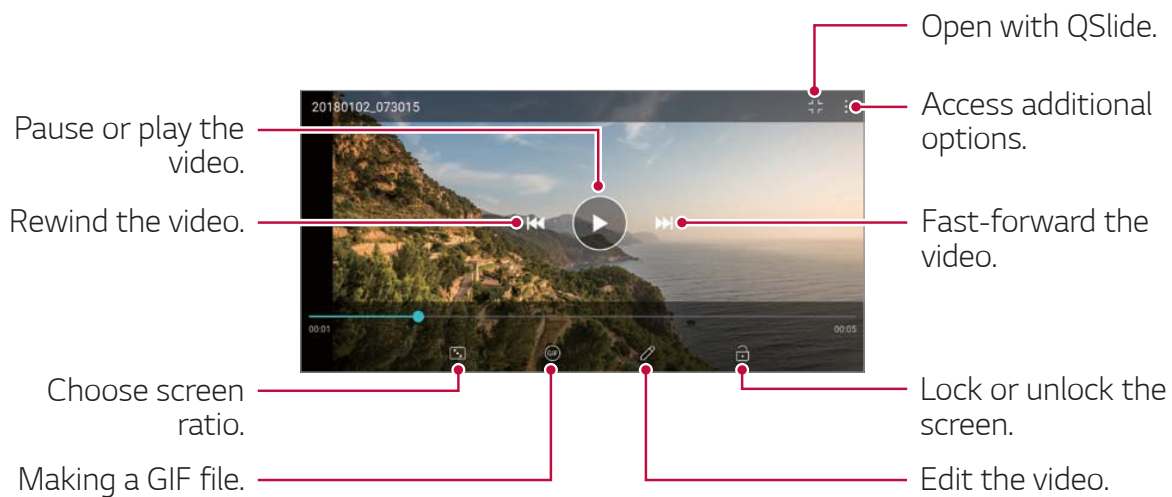 Open with QSlide.
20180102_073015
Access additional
options.
Pause or play the
video.
Rewind the video.
Fast-forward the
video.
00:01
00:05
GIF
Choose screen
ratio.
Lock or unlock the
screen.
Making a GIF file.
Edit the video.